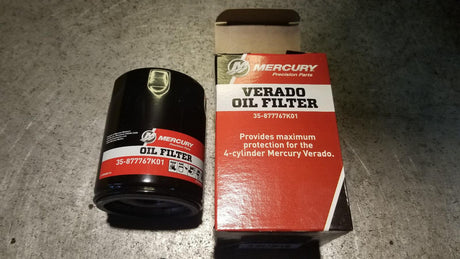 MERCURY
OIL FILTER
35-877767K01
MERCURY
Precision Parts
VERADO
OIL FILTER
35-877767K01
Provides maximum
protection for the
4-cylinder Mercury Verado.